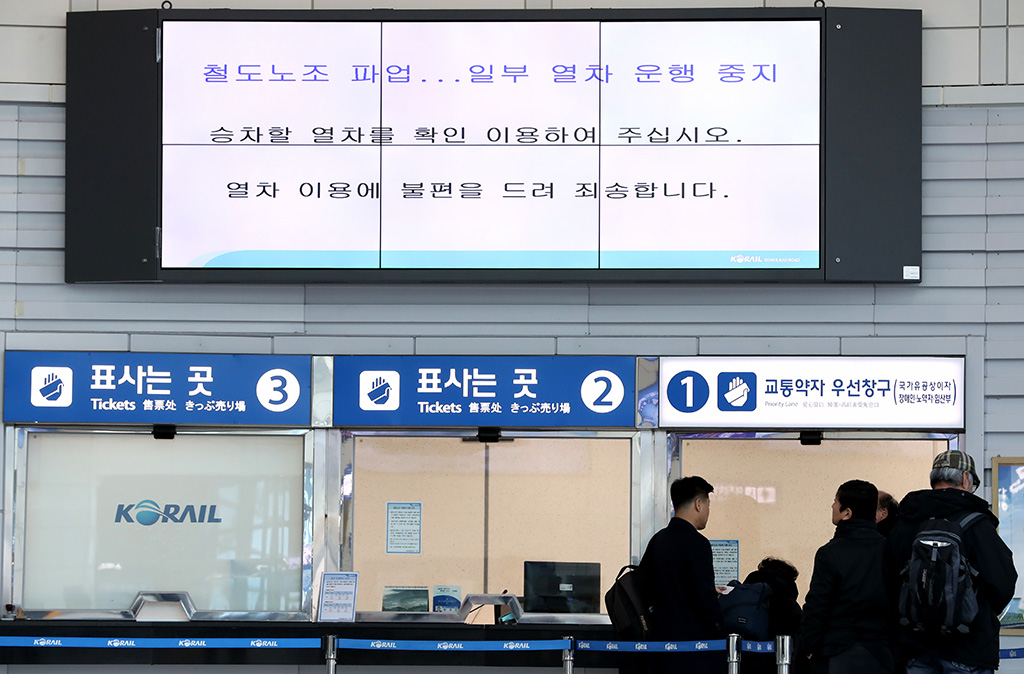 철도노조 파업...일부 열차 운행 중지
승차할 열차를 확인 이용하여 주십시오.
열차 이용에 불편을 드려 죄송합니다.
KORAIL
표사는 곳
Tickets 售票处 きっぷ売り場
3
표사는 곳
Tickets 售票处 きっぷ売り場
2
1
교통약자 우선창구
(국가유공상이자
장애인·노약자·임산부)
Priority Lane
KORAIL
KORAIL KORAIL KORAIL KORAIL
KORAIL KORAIL KORAIL
KORAIL KORAIL KORAIL KORAIL